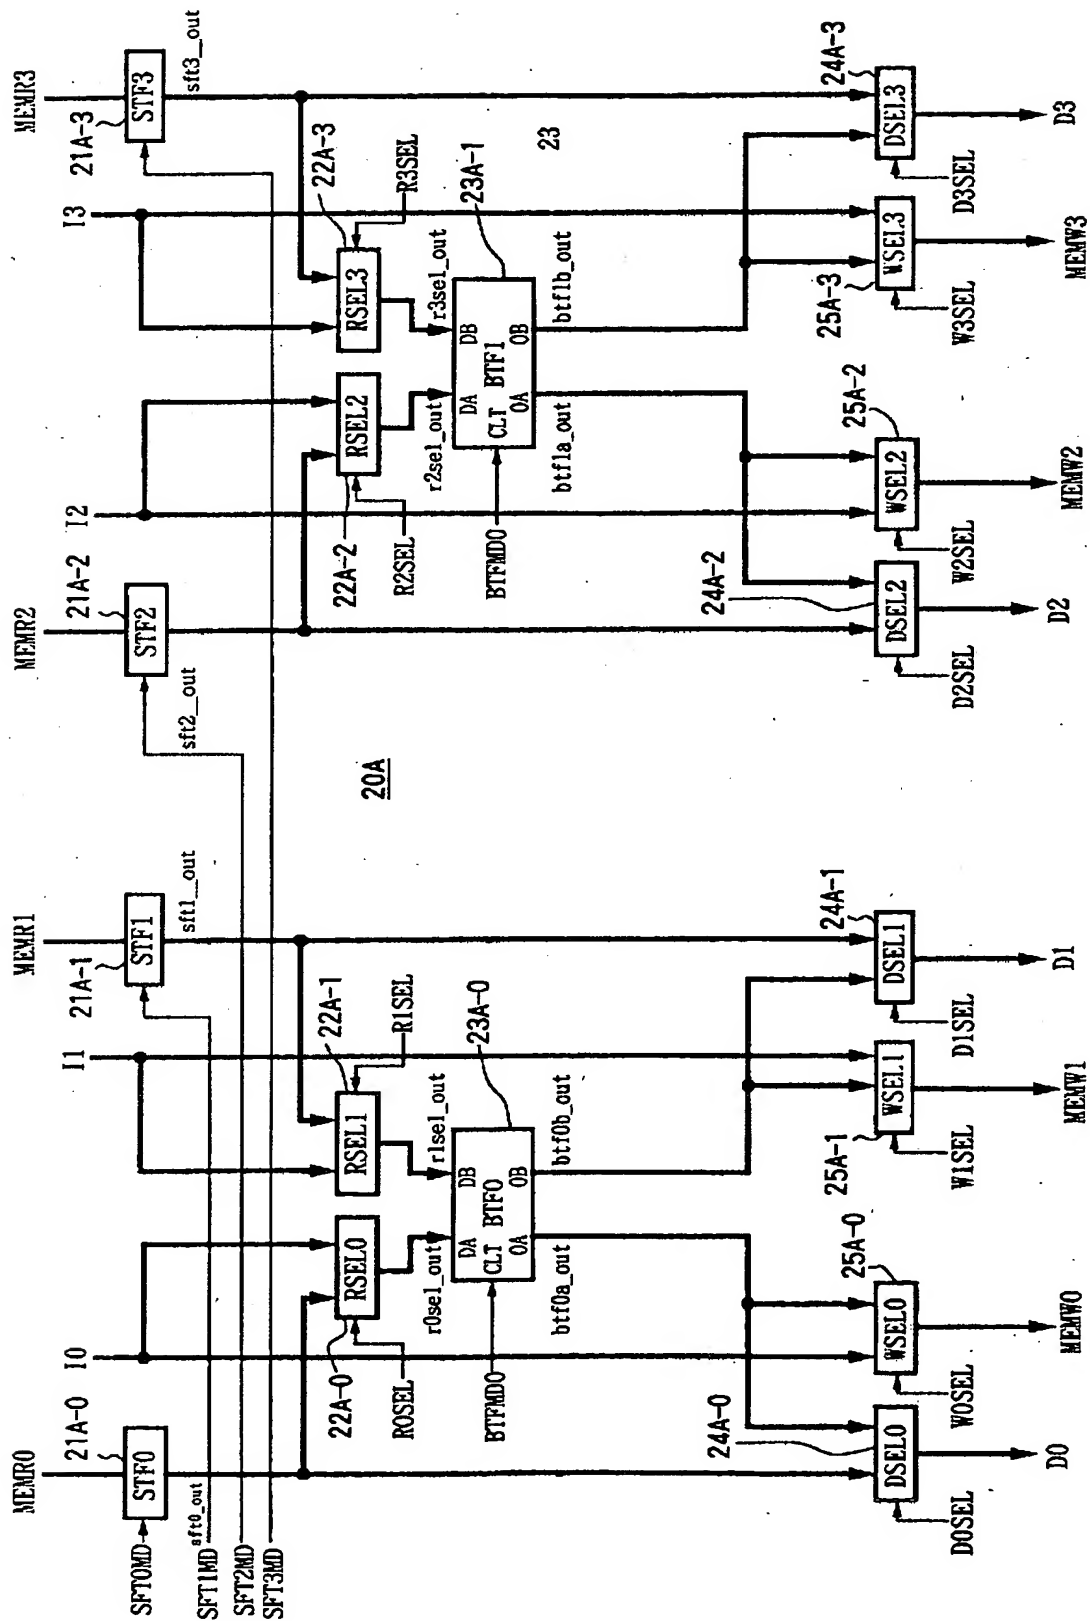 MEMR0
I0
I1
MEMR1
MEMR2
I2
I3
MEMR3
21A-0
21A-1
21A-2
21A-3
STF0
STF1
STF2
STF3
SFT0MD
SFT1MD
SFT2MD
SFT3MD
sft0_out
sft1__out
sft2__out
sft3__out
22A-0
RSEL0
RSEL1
22A-1
22A-2
RSEL2
RSEL3
22A-3
R0SEL
R1SEL
R2SEL
R3SEL
20A
r0sel_out
r1sel_out
r2sel_out
r3sel_out
DA
DB
CLT
BTF0
OA
OB
23A-0
DA
DB
CLT
BTF1
OA
OB
23A-1
23
BTFMD0
BTFMD0
btf0a_out
btf0b_out
btf1a_out
btf1b_out
24A-0
25A-0
25A-1
24A-1
24A-2
25A-2
25A-3
24A-3
DSEL0
WSEL0
WSEL1
DSEL1
DSEL2
WSEL2
WSEL3
DSEL3
D0SEL
W0SEL
W1SEL
D1SEL
D2SEL
W2SEL
W3SEL
D3SEL
D0
MEMW0
MEMW1
D1
D2
MEMW2
MEMW3
D3